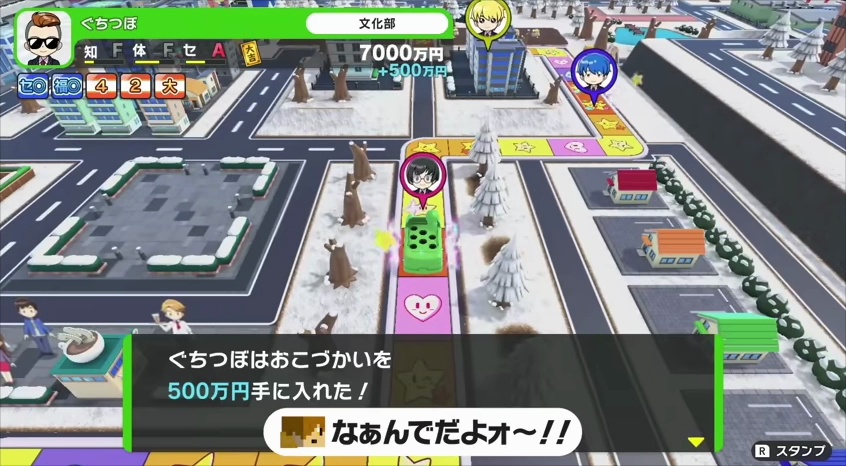 ぐちつぼ
文化部
知 F 体 F セ A 大吉
7000万円
+500万円
セ◎ 福◎ 4 2 大
ぐちつぼはおこづかいを
500万円手に入れた!
なぁんでだよォ〜!!
R スタンプ